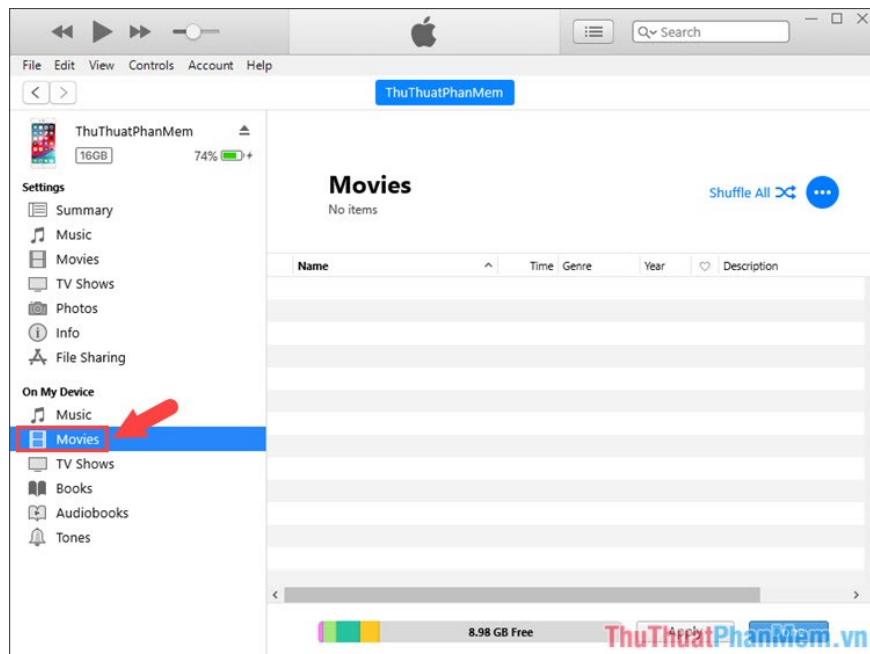 Search
File Edit View Controls Account Help
ThuThuatPhanMem
ThuThuatPhanMem
16GB 74%
Settings
Summary
Music
Movies
TV Shows
Photos
Info
File Sharing
On My Device
Music
Movies
TV Shows
Books
Audiobooks
Tones
Movies
No items
Shuffle All
Name Time Genre Year Description
8.98 GB Free
Apply
ThuThuatPhanMem.vn